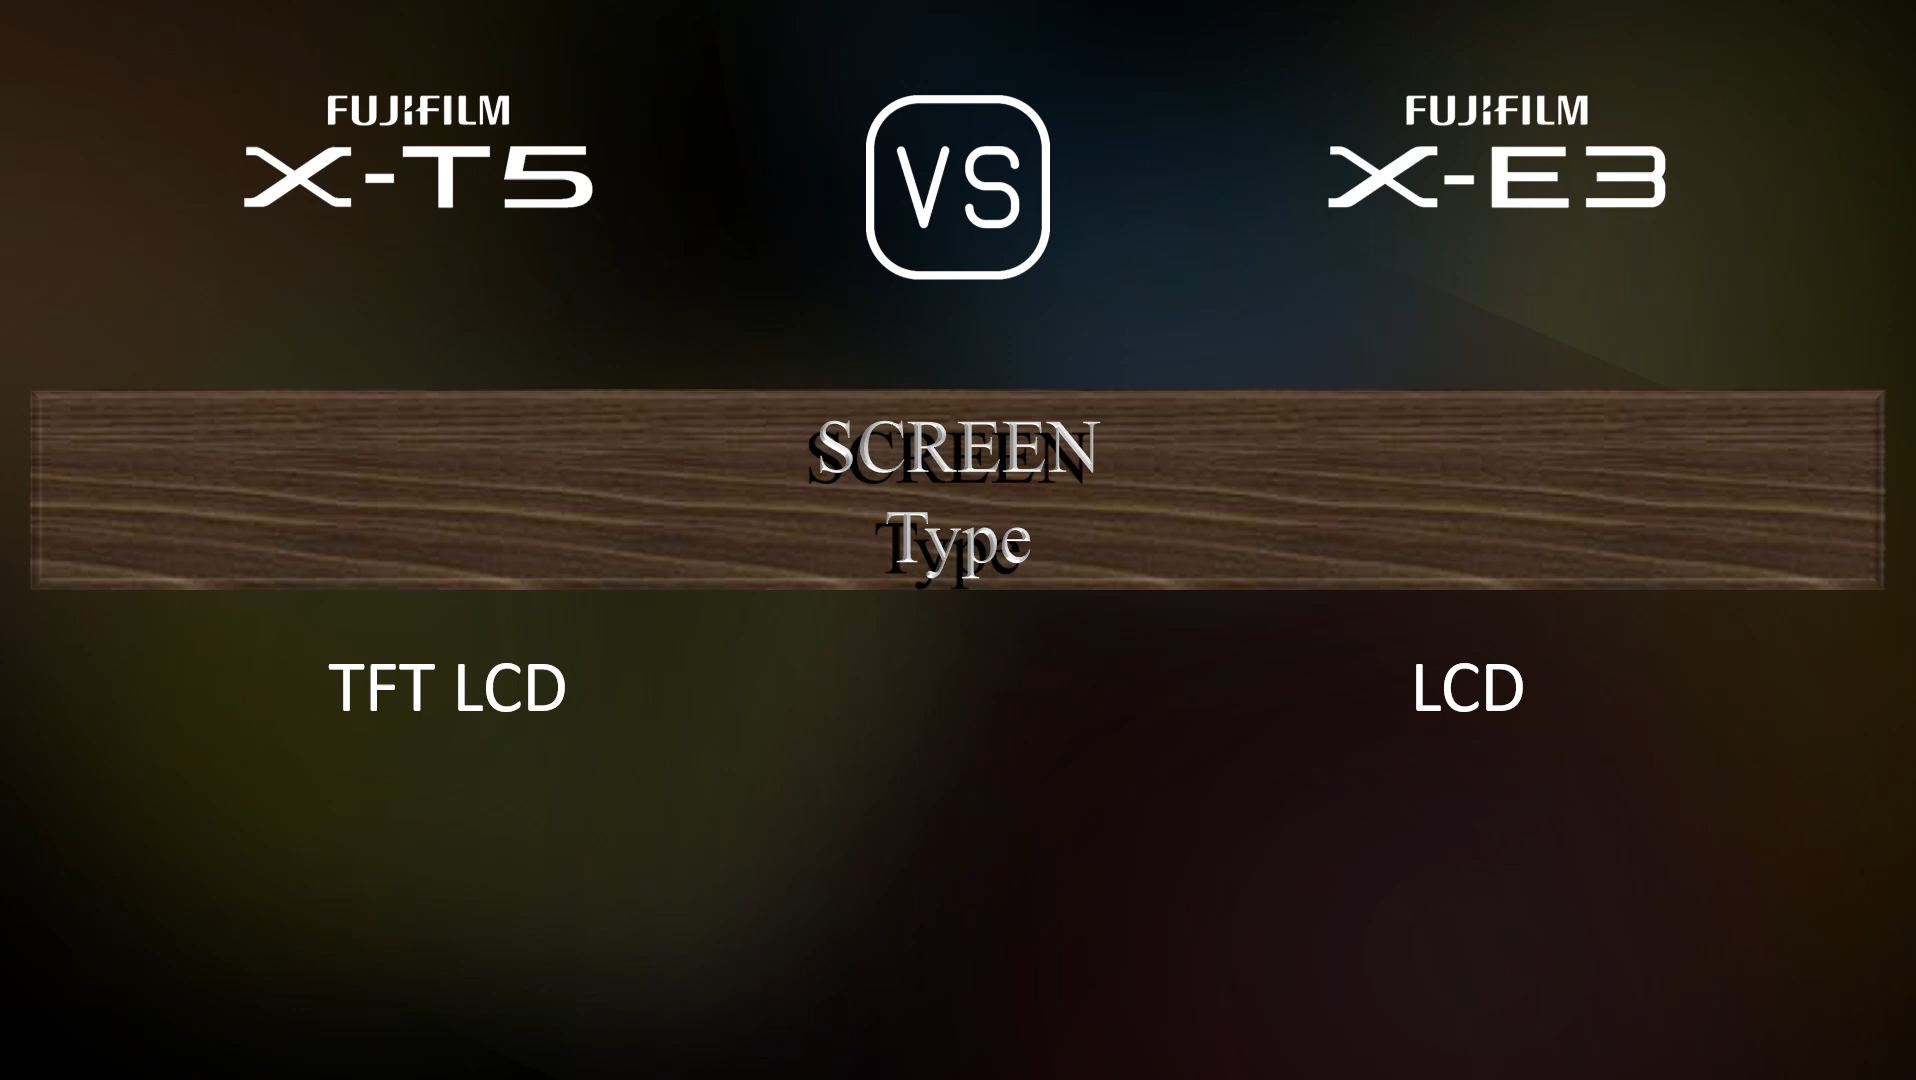 FUJIFILM
X-T5
VS
FUJIFILM
X-E3
SCREEN
Type
TFT LCD
LCD